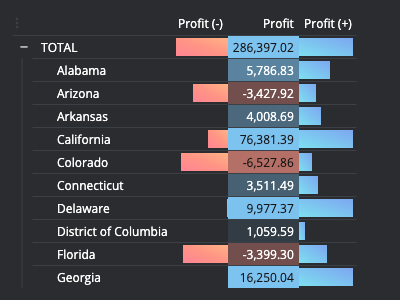 Profit (-) Profit Profit (+)
− TOTAL 286,397.02
Alabama 5,786.83
Arizona -3,427.92
Arkansas 4,008.69
California 76,381.39
Colorado -6,527.86
Connecticut 3,511.49
Delaware 9,977.37
District of Columbia 1,059.59
Florida -3,399.30
Georgia 16,250.04